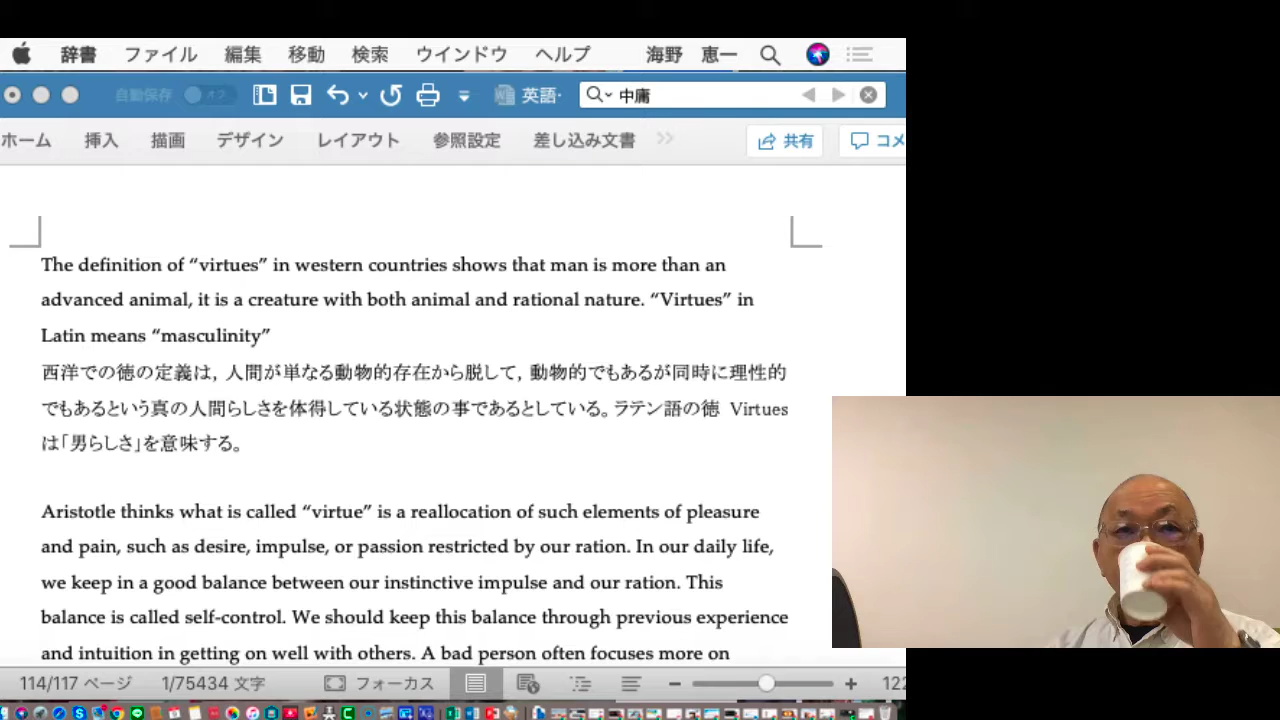 辞書 ファイル 編集 移動 検索 ウインドウ ヘルプ 海野 恵一
自動保存 オフ 英語· 中庸
ホーム 挿入 描画 デザイン レイアウト 参照設定 差し込み文書 共有 コメ
The definition of “virtues” in western countries shows that man is more than an
advanced animal, it is a creature with both animal and rational nature. “Virtues” in
Latin means “masculinity”
西洋での徳の定義は，人間が単なる動物的存在から脱して，動物的でもあるが同時に理性的
でもあるという真の人間らしさを体得している状態の事であるとしている。ラテン語の徳 Virtues
は「男らしさ」を意味する。
Aristotle thinks what is called “virtue” is a reallocation of such elements of pleasure
and pain, such as desire, impulse, or passion restricted by our ration. In our daily life,
we keep in a good balance between our instinctive impulse and our ration. This
balance is called self-control. We should keep this balance through previous experience
and intuition in getting on well with others. A bad person often focuses more on
114/117 ページ 1/75434 文字 フォーカス 122